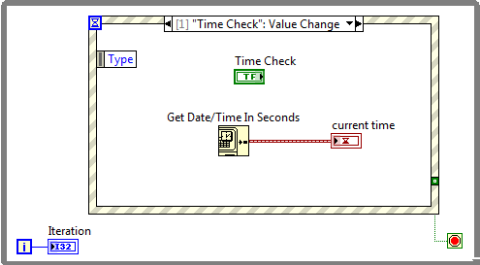 [1] "Time Check": Value Change
Type
Time Check
TF
Get Date/Time In Seconds
current time
Iteration
i
I32